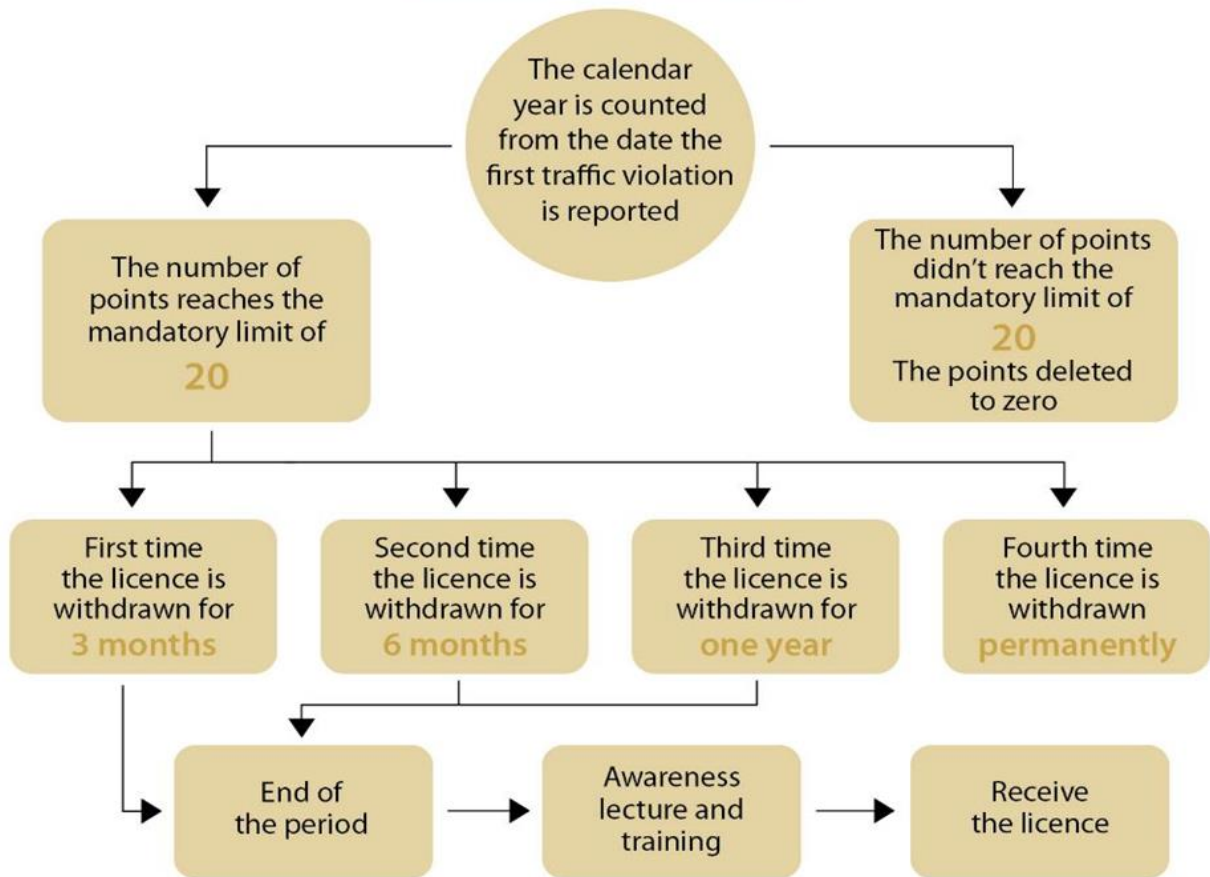 The calendar
year is counted
from the date the
first traffic violation
is reported
The number of
points reaches the
mandatory limit of
20
The number of points
didn’t reach the
mandatory limit of
20
The points deleted
to zero
First time
the licence is
withdrawn for
3 months
Second time
the licence is
withdrawn for
6 months
Third time
the licence is
withdrawn for
one year
Fourth time
the licence is
withdrawn
permanently
End of
the period
Awareness
lecture and
training
Receive
the licence